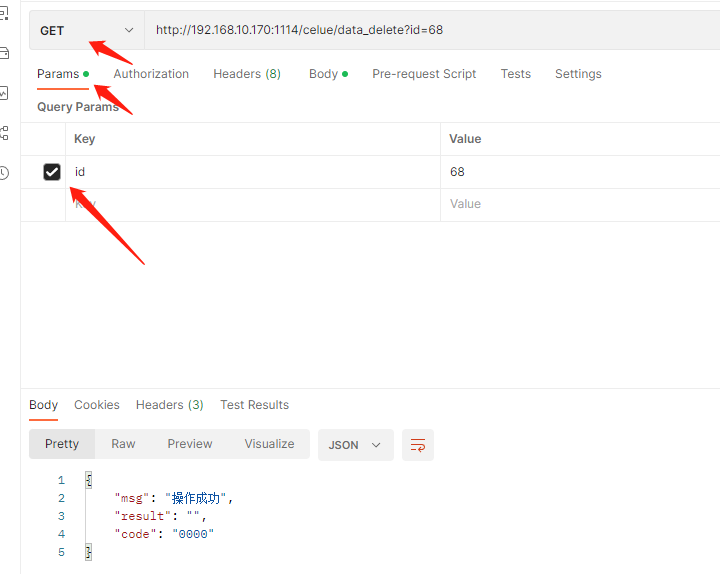 GET
http://192.168.10.170:1114/celue/data_delete?id=68
Params Authorization Headers (8) Body Pre-request Script Tests Settings
Query Params
Key Value
id 68
Key Value
Body Cookies Headers (3) Test Results
Pretty Raw Preview Visualize JSON
1 {
2 "msg": "操作成功",
3 "result": "",
4 "code": "0000"
5 }